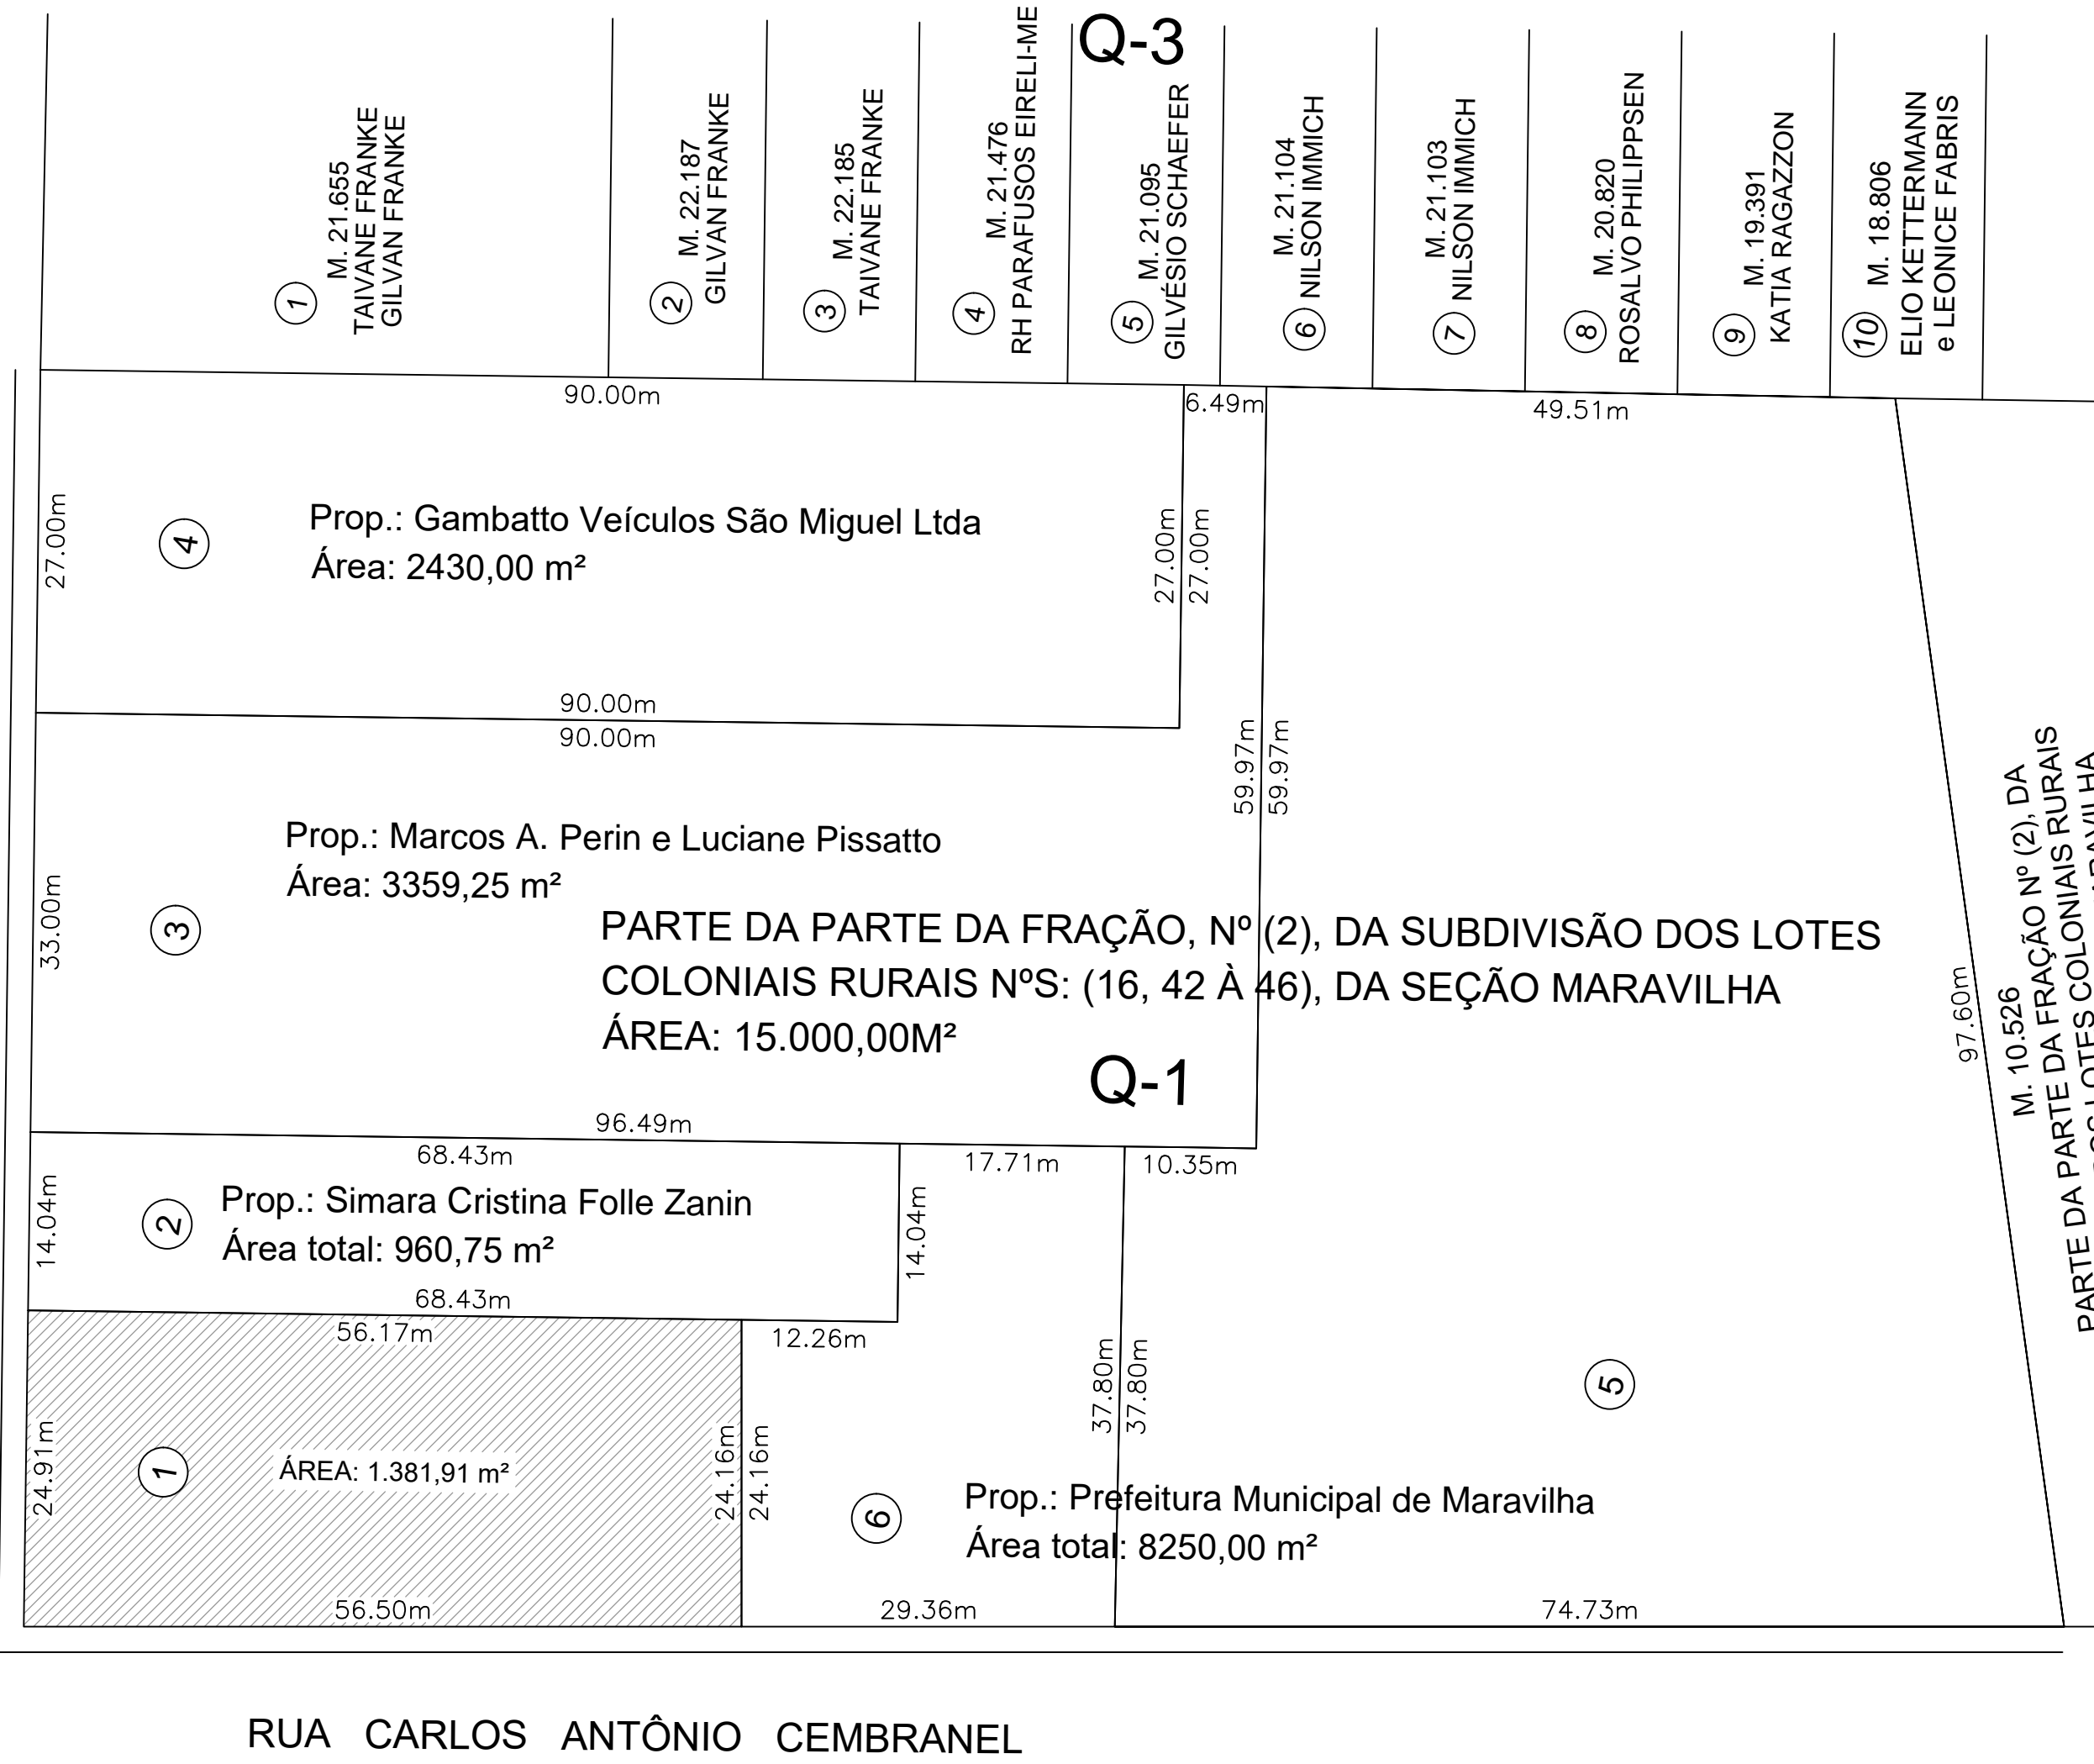 Q-3
1
M. 21.655
TAIVANE FRANKE
GILVAN FRANKE
2
M. 22.187
GILVAN FRANKE
3
M. 22.185
TAIVANE FRANKE
4
M. 21.476
RH PARAFUSOS EIRELI-ME
5
M. 21.095
GILVÉSIO SCHAEFER
6
M. 21.104
NILSON IMMICH
7
M. 21.103
NILSON IMMICH
8
M. 20.820
ROSALVO PHILIPPSEN
9
M. 19.391
KATIA RAGAZZON
10
M. 18.806
ELIO KETTERMANN
e LEONICE FABRIS
90.00m
6.49m
49.51m
27.00m
4
Prop.: Gambatto Veículos São Miguel Ltda
Área: 2430,00 m²
27.00m
27.00m
90.00m
90.00m
59.97m
59.97m
33.00m
3
Prop.: Marcos A. Perin e Luciane Pissatto
Área: 3359,25 m²
PARTE DA PARTE DA FRAÇÃO, Nº (2), DA SUBDIVISÃO DOS LOTES
COLONIAIS RURAIS NºS: (16, 42 À 46), DA SEÇÃO MARAVILHA
ÁREA: 15.000,00M²
Q-1
97.60m
M. 10.526
PARTE DA PARTE DA FRAÇÃO Nº (2), DA
LOTES COLONIAIS RURAIS
MARAVILHA
96.49m
68.43m
17.71m
10.35m
14.04m
2
Prop.: Simara Cristina Folle Zanin
Área total: 960,75 m²
14.04m
68.43m
56.17m
12.26m
24.91m
1
ÁREA: 1.381,91 m²
24.16m
24.16m
37.80m
37.80m
5
6
Prop.: Prefeitura Municipal de Maravilha
Área total: 8250,00 m²
56.50m
29.36m
74.73m
RUA CARLOS ANTÔNIO CEMBRANEL